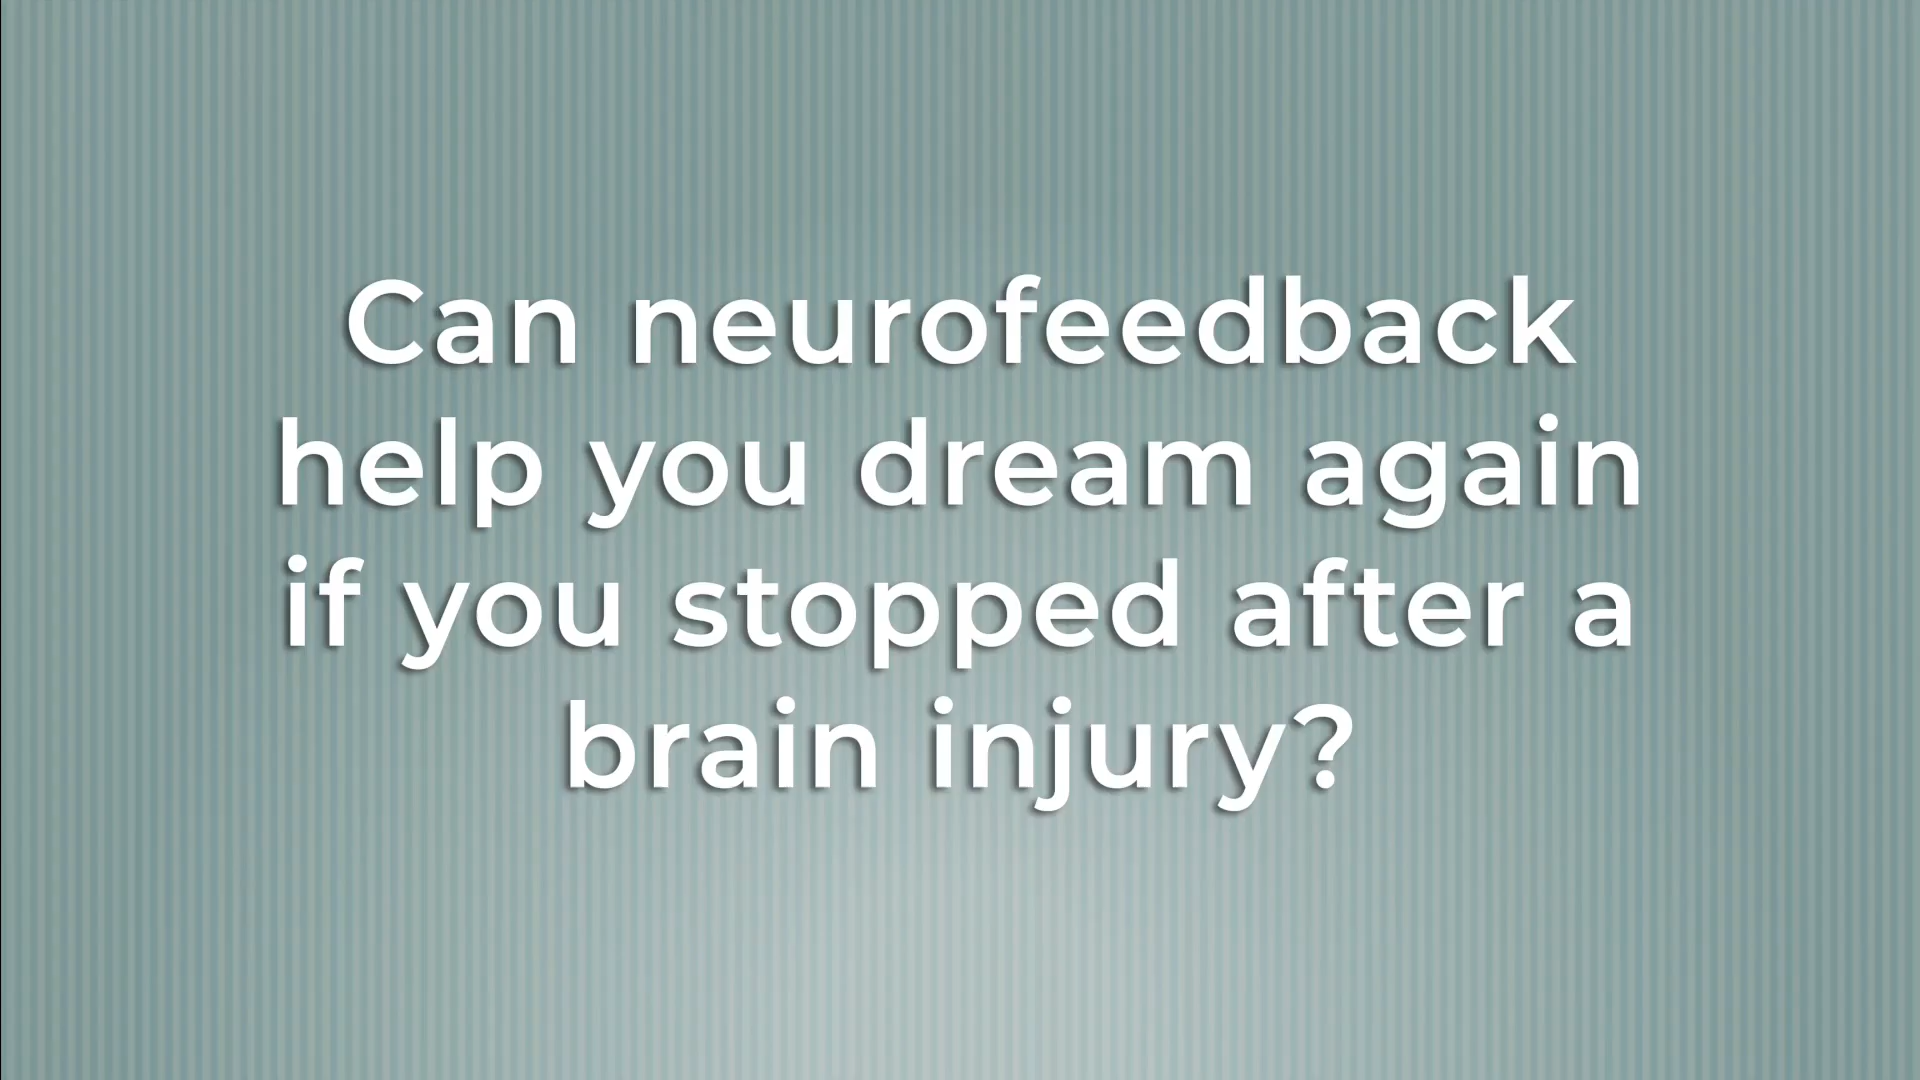 Can neurofeedback
help you dream again
if you stopped after a
brain injury?